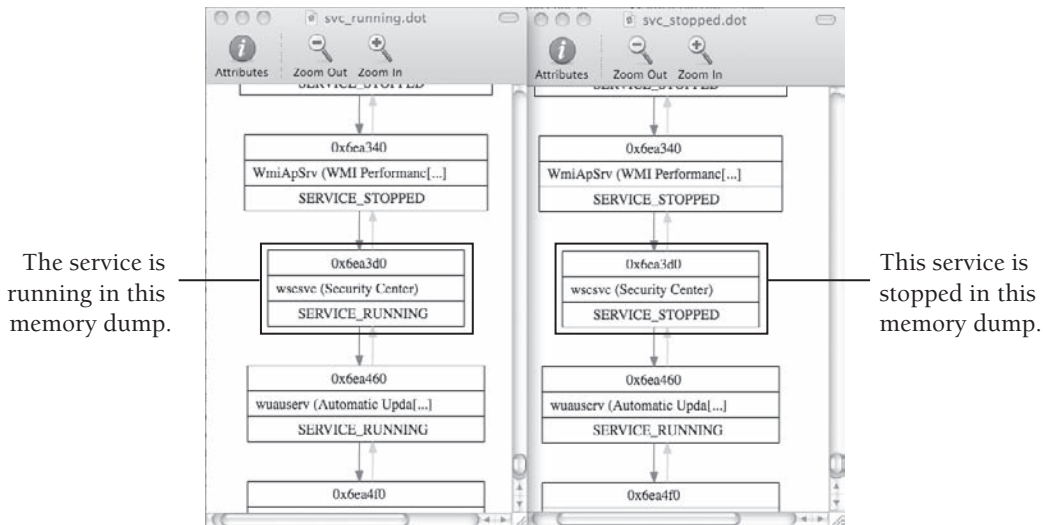 svc_running.dot
Attributes Zoom Out Zoom In
SERVICE_STOPPED
0x6ea340
WmiApSrv (WMI Performanc[...]
SERVICE_STOPPED
0x6ea3d0
wscsvc (Security Center)
SERVICE_RUNNING
0x6ea460
wuauserv (Automatic Upda[...]
SERVICE_RUNNING
0x6ea4f0
svc_stopped.dot
Attributes Zoom Out Zoom In
SERVICE_STOPPED
0x6ea340
WmiApSrv (WMI Performanc[...]
SERVICE_STOPPED
0x6ea3d0
wscsvc (Security Center)
SERVICE_STOPPED
0x6ea460
wuauserv (Automatic Upda[...]
SERVICE_RUNNING
0x6ea4f0
The service is
running in this
memory dump.
This service is
stopped in this
memory dump.